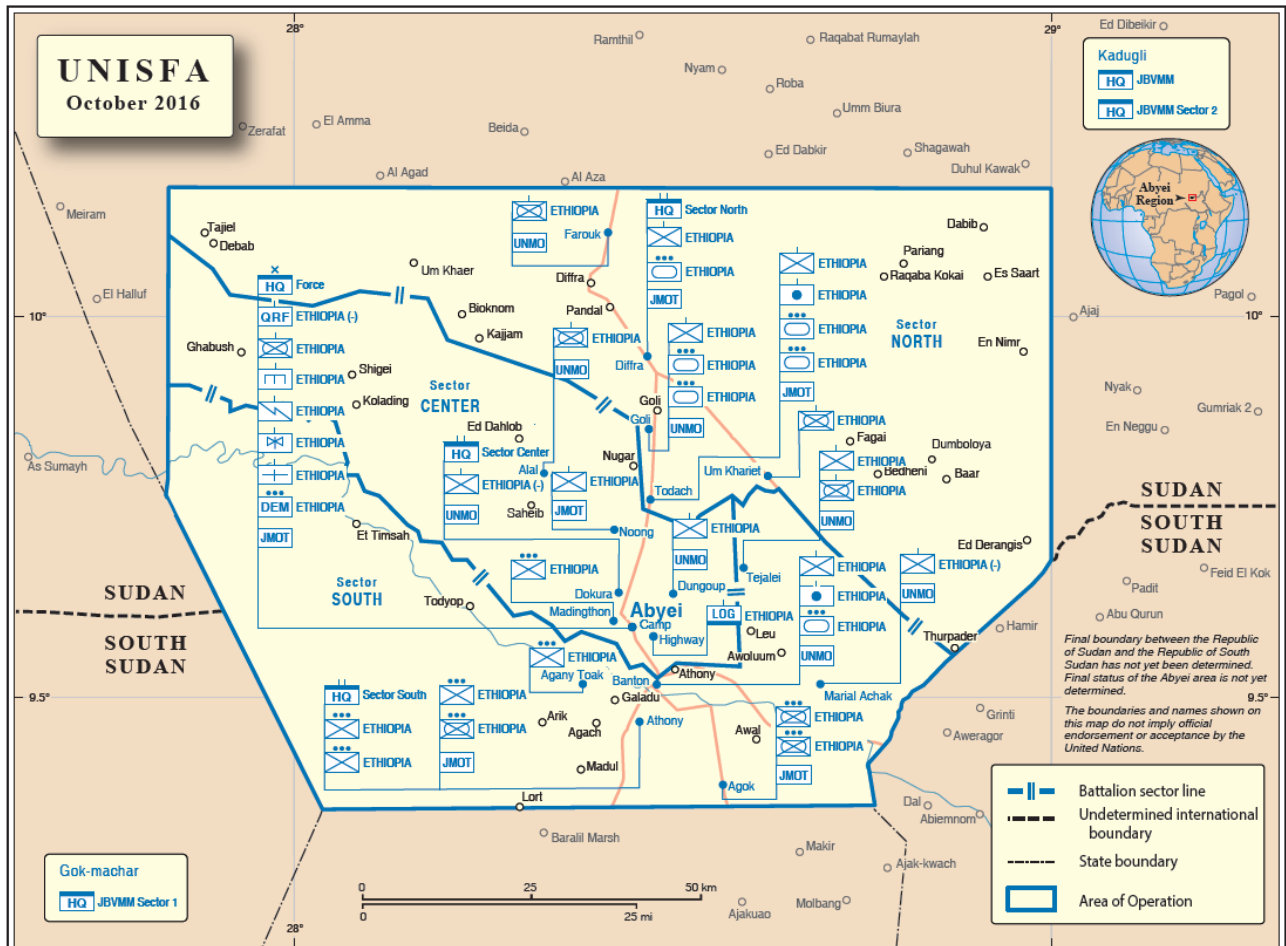 UNISFA
October 2016
28°
29°
Ed Dibeikir
Ramthil
Raqabat Rumaylah
Nyam
Roba
Umm Biura
Zerafat
El Amma
Beida
Ed Dabkir
Shagawah
Duhul Kawak
Al Agad
Al Aza
Meiram
El Halluf
Kadugli
HQ JBVMM
HQ JBVMM Sector 2
Abyei
Region
Pagol
Ajaj
10°
10°
Tajiel
Debab
Um Khaer
ETHIOPIA
UNMO
Farouk
HQ Sector North
ETHIOPIA
ETHIOPIA
JMOT
Diffra
Diffra
Pandal
Dabib
Pariang
Raqaba Kokai
Es Saart
ETHIOPIA
ETHIOPIA
ETHIOPIA
ETHIOPIA
JMOT
Todach
Sector
NORTH
En Nimr
HQ Force
QRF ETHIOPIA (-)
ETHIOPIA
ETHIOPIA
ETHIOPIA
ETHIOPIA
ETHIOPIA
DEM ETHIOPIA
JMOT
Bioknom
Kajjam
Ghabush
Shigei
Kolading
Sector
CENTER
ETHIOPIA
UNMO
Alal
ETHIOPIA
ETHIOPIA
ETHIOPIA
UNMO
Goli
Goli
Nyak
Gumriak 2
En Neggu
As Sumayh
Ed Dahlob
HQ Sector Center
ETHIOPIA (-)
UNMO
Saheib
Nugar
ETHIOPIA
JMOT
Noong
Um Khariet
ETHIOPIA
Fagai
ETHIOPIA
Bedheni
ETHIOPIA
UNMO
Dumboloya
Baar
Et Timsah
ETHIOPIA
UNMO
Dungoup
Tejalei
Ed Derangis
SUDAN
SOUTH
SUDAN
Feid El Kok
Padit
Abu Qurun
Hamir
SUDAN
SOUTH
SUDAN
Sector
SOUTH
Todyop
ETHIOPIA
Dokura
Madingthon
Abyei
Camp
Highway
LOG ETHIOPIA
Leu
Awoluum
ETHIOPIA
ETHIOPIA
ETHIOPIA
UNMO
ETHIOPIA (-)
UNMO
Thurpader
Marial Achak
ETHIOPIA
Agany Toak
Banton
Athony
Galadu
9.5°
9.5°
HQ Sector South
ETHIOPIA
ETHIOPIA
ETHIOPIA
ETHIOPIA
JMOT
Arik
Agach
Madul
Athony
Awal
ETHIOPIA
ETHIOPIA
JMOT
Agok
Lort
Final boundary between the Republic
of Sudan and the Republic of South
Sudan has not yet been determined.
Final status of the Abyei area is not yet
determined.
The boundaries and names shown on
this map do not imply official
endorsement or acceptance by the
United Nations.
Grinti
Aweragor
Dal
Abiemnom
Baralil Marsh
Makir
Ajak-kwach
Ajakuao
Molbang
Gok-machar
HQ JBVMM Sector 1
0 25 50 km
0 25 mi
28°
Battalion sector line
Undetermined international
boundary
State boundary
Area of Operation